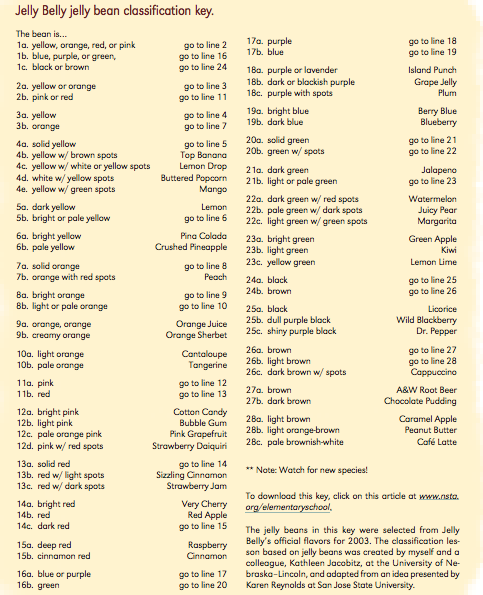 Jelly Belly jelly bean classification key.
The bean is...
1a. yellow, orange, red, or pink go to line 2
1b. blue, purple, or green, go to line 16
1c. black or brown go to line 24
2a. yellow or orange go to line 3
2b. pink or red go to line 11
3a. yellow go to line 4
3b. orange go to line 7
4a. solid yellow go to line 5
4b. yellow w/ brown spots Top Banana
4c. yellow w/ white or yellow spots Lemon Drop
4d. white w/ yellow spots Buttered Popcorn
4e. yellow w/ green spots Mango
5a. dark yellow Lemon
5b. bright or pale yellow go to line 6
6a. bright yellow Pina Colada
6b. pale yellow Crushed Pineapple
7a. solid orange go to line 8
7b. orange with red spots Peach
8a. bright orange go to line 9
8b. light or pale orange go to line 10
9a. orange, orange Orange Juice
9b. creamy orange Orange Sherbet
10a. light orange Cantaloupe
10b. pale orange Tangerine
11a. pink go to line 12
11b. red go to line 13
12a. bright pink Cotton Candy
12b. light pink Bubble Gum
12c. pale orange pink Pink Grapefruit
12d. pink w/ red spots Strawberry Daiquiri
13a. solid red go to line 14
13b. red w/ light spots Sizzling Cinnamon
13c. red w/ dark spots Strawberry Jam
14a. bright red Very Cherry
14b. red Red Apple
14c. dark red go to line 15
15a. deep red Raspberry
15b. cinnamon red Cinnamon
16a. blue or purple go to line 17
16b. green go to line 20
17a. purple go to line 18
17b. blue go to line 19
18a. purple or lavender Island Punch
18b. dark or blackish purple Grape Jelly
18c. purple with spots Plum
19a. bright blue Berry Blue
19b. dark blue Blueberry
20a. solid green go to line 21
20b. green w/ spots go to line 22
21a. dark green Jalapeno
21b. light or pale green go to line 23
22a. dark green w/ red spots Watermelon
22b. pale green w/ dark spots Juicy Pear
22c. light green w/ green spots Margarita
23a. bright green Green Apple
23b. light green Kiwi
23c. yellow green Lemon Lime
24a. black go to line 25
24b. brown go to line 26
25a. black Licorice
25b. dull purple black Wild Blackberry
25c. shiny purple black Dr. Pepper
26a. brown go to line 27
26b. light brown go to line 28
26c. dark brown w/ spots Cappuccino
27a. brown A&W Root Beer
27b. dark brown Chocolate Pudding
28a. light brown Caramel Apple
28b. light orange-brown Peanut Butter
28c. pale brownish-white Café Latte
** Note: Watch for new species!
To download this key, click on this article at www.nsta.
org/elementaryschool.
The jelly beans in this key were selected from Jelly
Belly's official flavors for 2003. The classification les-
son based on jelly beans was created by myself and a
colleague, Kathleen Jacobitz, at the University of Ne-
braska–Lincoln, and adapted from an idea presented by
Karen Reynolds at San Jose State University.